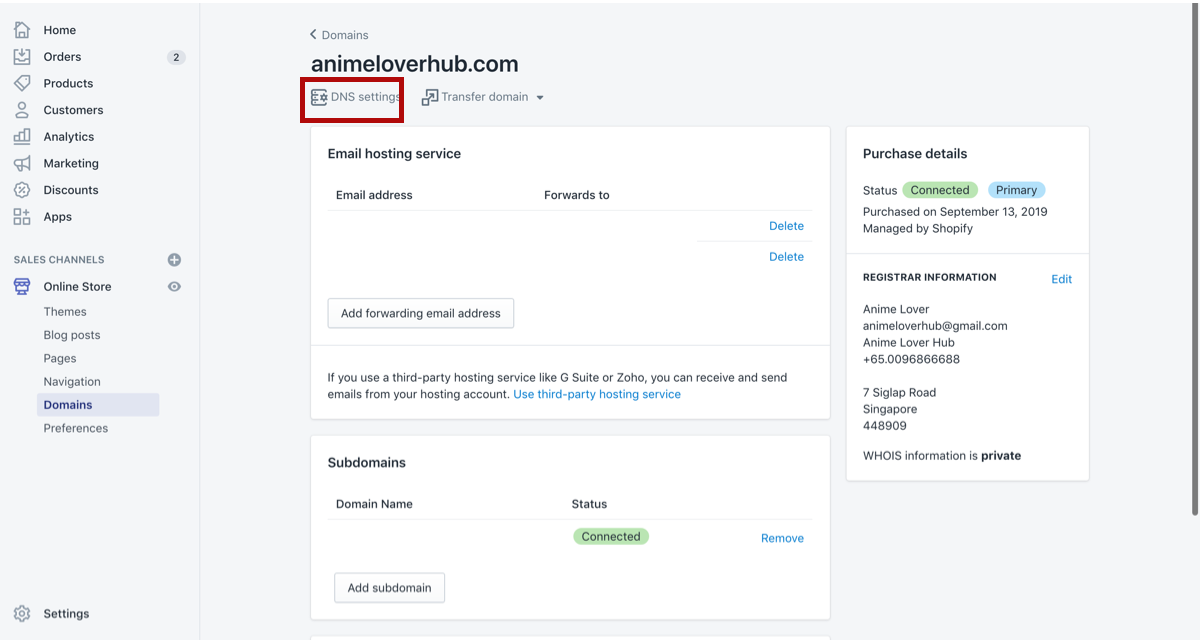 Home
Orders 2
Products
Customers
Analytics
Marketing
Discounts
Apps
SALES CHANNELS
Online Store
Themes
Blog posts
Pages
Navigation
Domains
Preferences
Settings
Domains
animeloverhub.com
DNS settings Transfer domain
Email hosting service
Email address Forwards to
Delete
Delete
Add forwarding email address
If you use a third-party hosting service like G Suite or Zoho, you can receive and send
emails from your hosting account. Use third-party hosting service
Subdomains
Domain Name Status
Connected Remove
Add subdomain
Purchase details
Status Connected Primary
Purchased on September 13, 2019
Managed by Shopify
REGISTRAR INFORMATION Edit
Anime Lover
animeloverhub@gmail.com
Anime Lover Hub
+65.0096866688
7 Siglap Road
Singapore
448909
WHOIS information is private